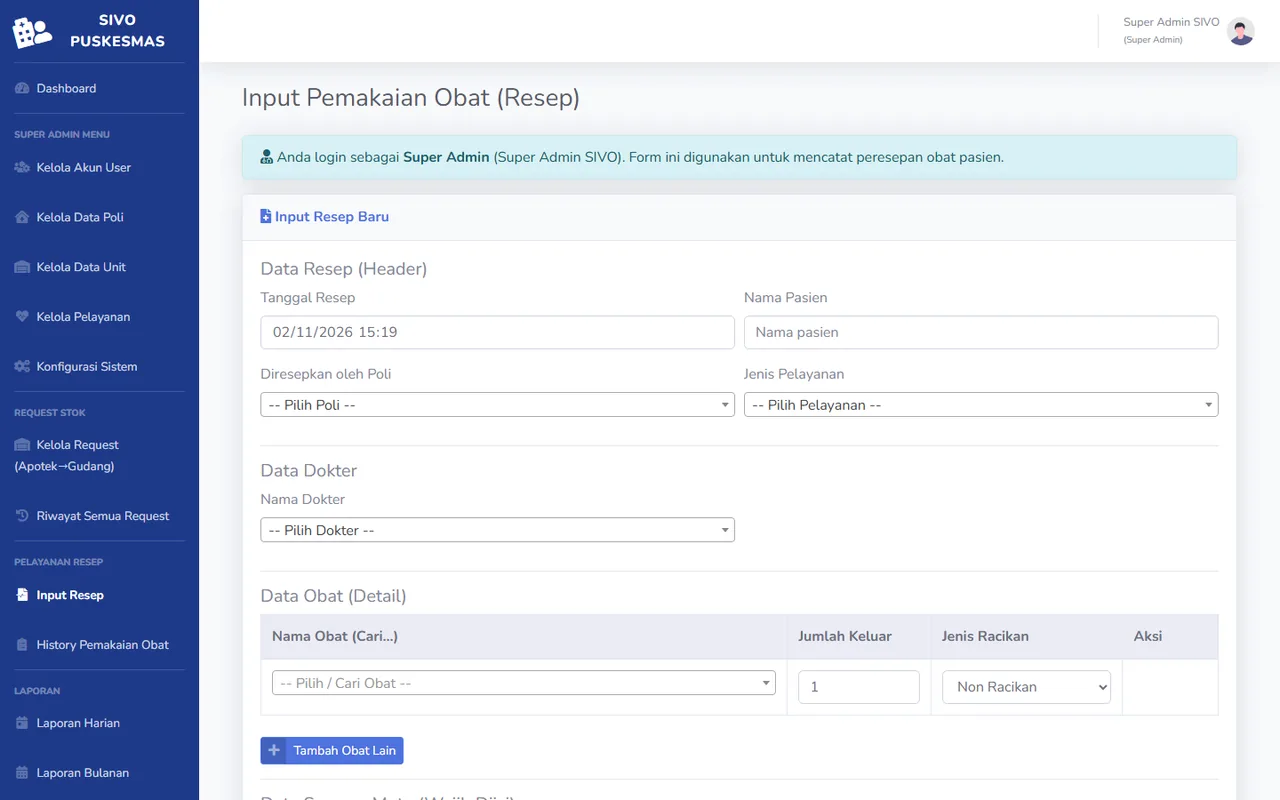 SIVO
PUSKESMAS
Dashboard
SUPER ADMIN MENU
Kelola Akun User
Kelola Data Poli
Kelola Data Unit
Kelola Pelayanan
Konfigurasi Sistem
REQUEST STOK
Kelola Request
(Apotek→Gudang)
Riwayat Semua Request
PELAYANAN RESEP
Input Resep
History Pemakaian Obat
LAPORAN
Laporan Harian
Laporan Bulanan
Super Admin SIVO
(Super Admin)
Input Pemakaian Obat (Resep)
Anda login sebagai Super Admin (Super Admin SIVO). Form ini digunakan untuk mencatat peresepan obat pasien.
Input Resep Baru
Data Resep (Header)
Tanggal Resep
Nama Pasien
02/11/2026 15:19
Nama pasien
Diresepkan oleh Poli
Jenis Pelayanan
-- Pilih Poli --
-- Pilih Pelayanan --
Data Dokter
Nama Dokter
-- Pilih Dokter --
Data Obat (Detail)
Nama Obat (Cari...) Jumlah Keluar Jenis Racikan Aksi
-- Pilih / Cari Obat -- 1 Non Racikan
Tambah Obat Lain